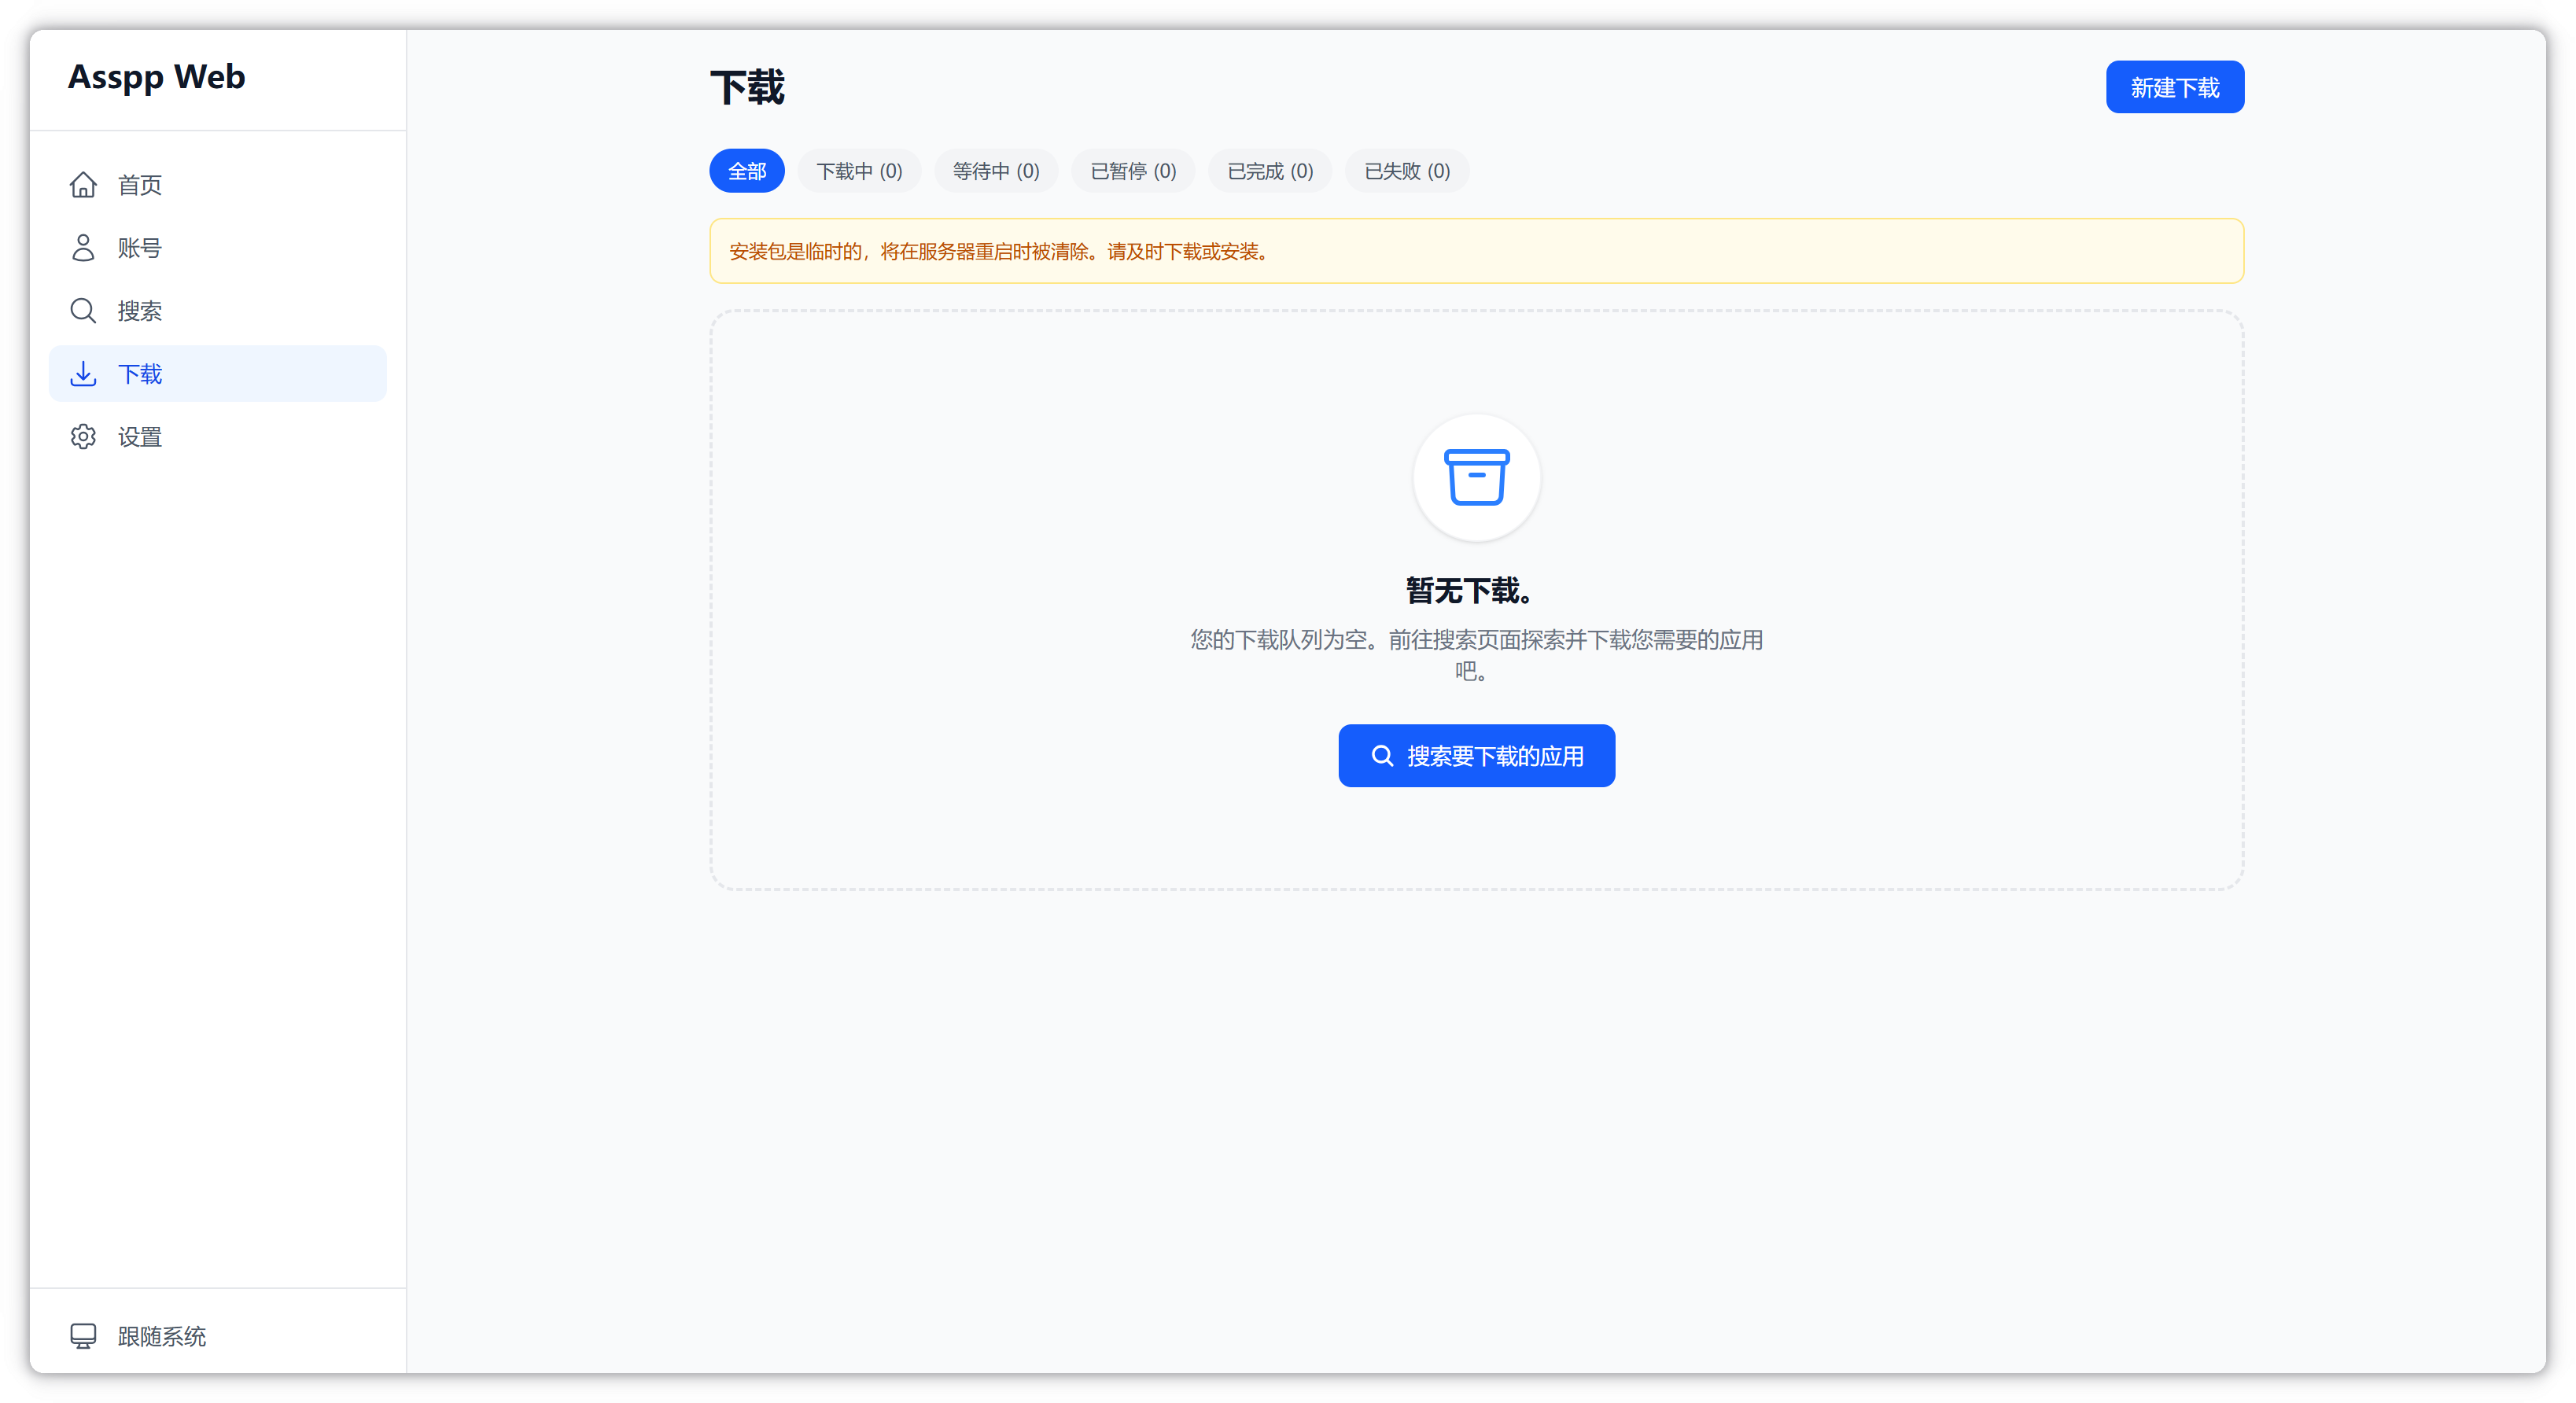 Asspp Web
首页
账号
搜索
下载
设置
跟随系统
下载
新建下载
全部
下载中 (0)
等待中 (0)
已暂停 (0)
已完成 (0)
已失败 (0)
安装包是临时的，将在服务器重启时被清除。请及时下载或安装。
暂无下载。
您的下载队列为空。前往搜索页面探索并下载您需要的应用
吧。
搜索要下载的应用